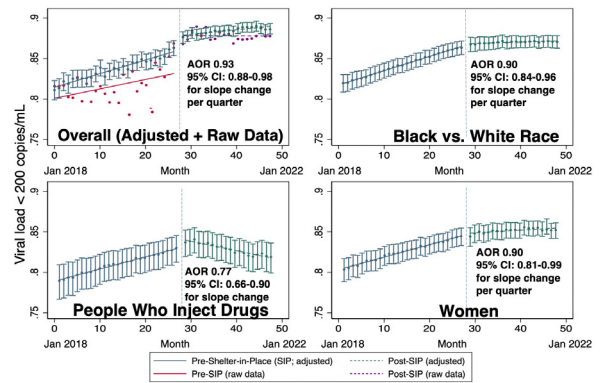 Viral load < 200 copies/mL
.9
.85
.8
.75
AOR 0.93
95% CI: 0.88-0.98
for slope change
per quarter
Overall (Adjusted + Raw Data)
0 10 20 30 40 50
Jan 2018 Month Jan 2022
.9
.85
.8
.75
AOR 0.90
95% CI: 0.84-0.96
for slope change
per quarter
Black vs. White Race
0 10 20 30 40 50
Jan 2018 Month Jan 2022
.9
.85
.8
.75
AOR 0.77
95% CI: 0.66-0.90
for slope change
People Who Inject Drugs
0 10 20 30 40 50
Jan 2018 Month Jan 2022
.9
.85
.8
.75
AOR 0.90
95% CI: 0.81-0.99
for slope change
per quarter
Women
0 10 20 30 40 50
Jan 2018 Month Jan 2022
Pre-Shelter-in-Place (SIP; adjusted) Post-SIP (adjusted)
Pre-SIP (raw data) Post-SIP (raw data)